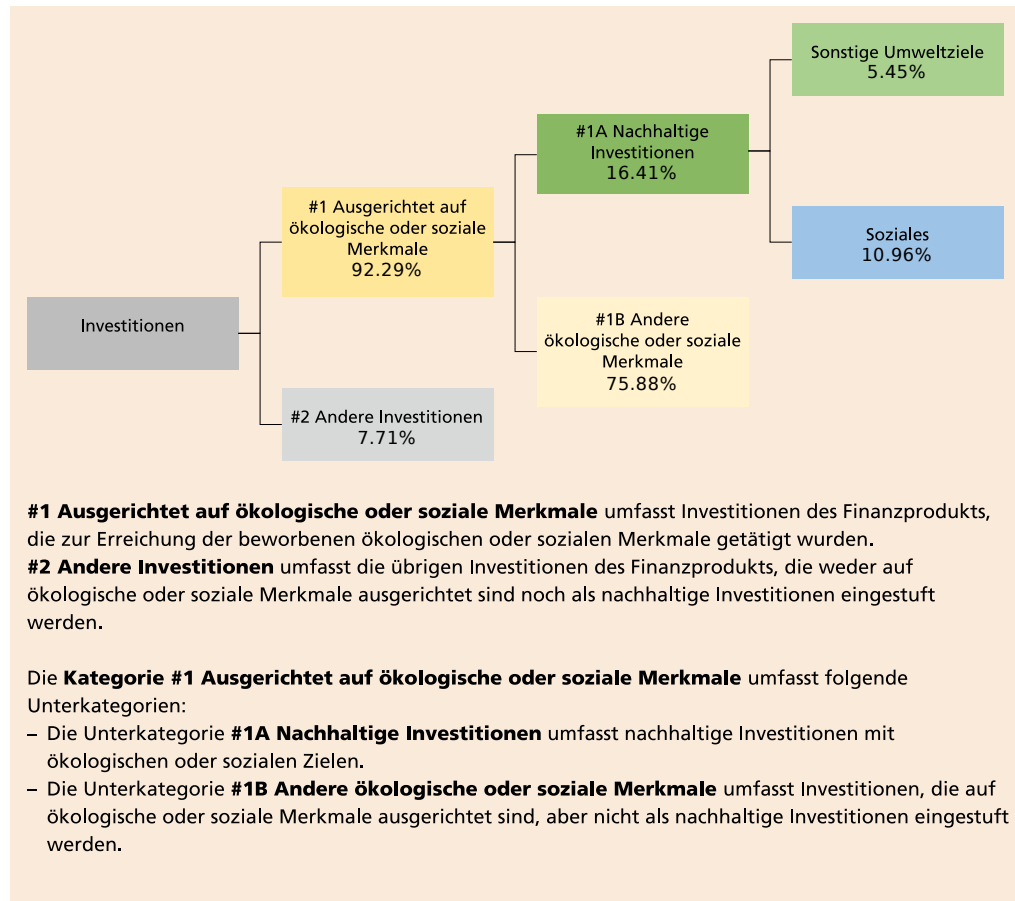 Sonstige Umweltziele
5.45%
#1A Nachhaltige
Investitionen
16.41%
#1 Ausgerichtet auf
ökologische oder soziale
Merkmale
92.29%
Soziales
10.96%
Investitionen
#1B Andere
ökologische oder soziale
Merkmale
75.88%
#2 Andere Investitionen
7.71%
#1 Ausgerichtet auf ökologische oder soziale Merkmale umfasst Investitionen des Finanzprodukts,
die zur Erreichung der beworbenen ökologischen oder sozialen Merkmale getätigt wurden.
#2 Andere Investitionen umfasst die übrigen Investitionen des Finanzprodukts, die weder auf
ökologische oder soziale Merkmale ausgerichtet sind noch als nachhaltige Investitionen eingestuft
werden.
Die Kategorie #1 Ausgerichtet auf ökologische oder soziale Merkmale umfasst folgende
Unterkategorien:
– Die Unterkategorie #1A Nachhaltige Investitionen umfasst nachhaltige Investitionen mit
ökologischen oder sozialen Zielen.
– Die Unterkategorie #1B Andere ökologische oder soziale Merkmale umfasst Investitionen, die auf
ökologische oder soziale Merkmale ausgerichtet sind, aber nicht als nachhaltige Investitionen eingestuft
werden.